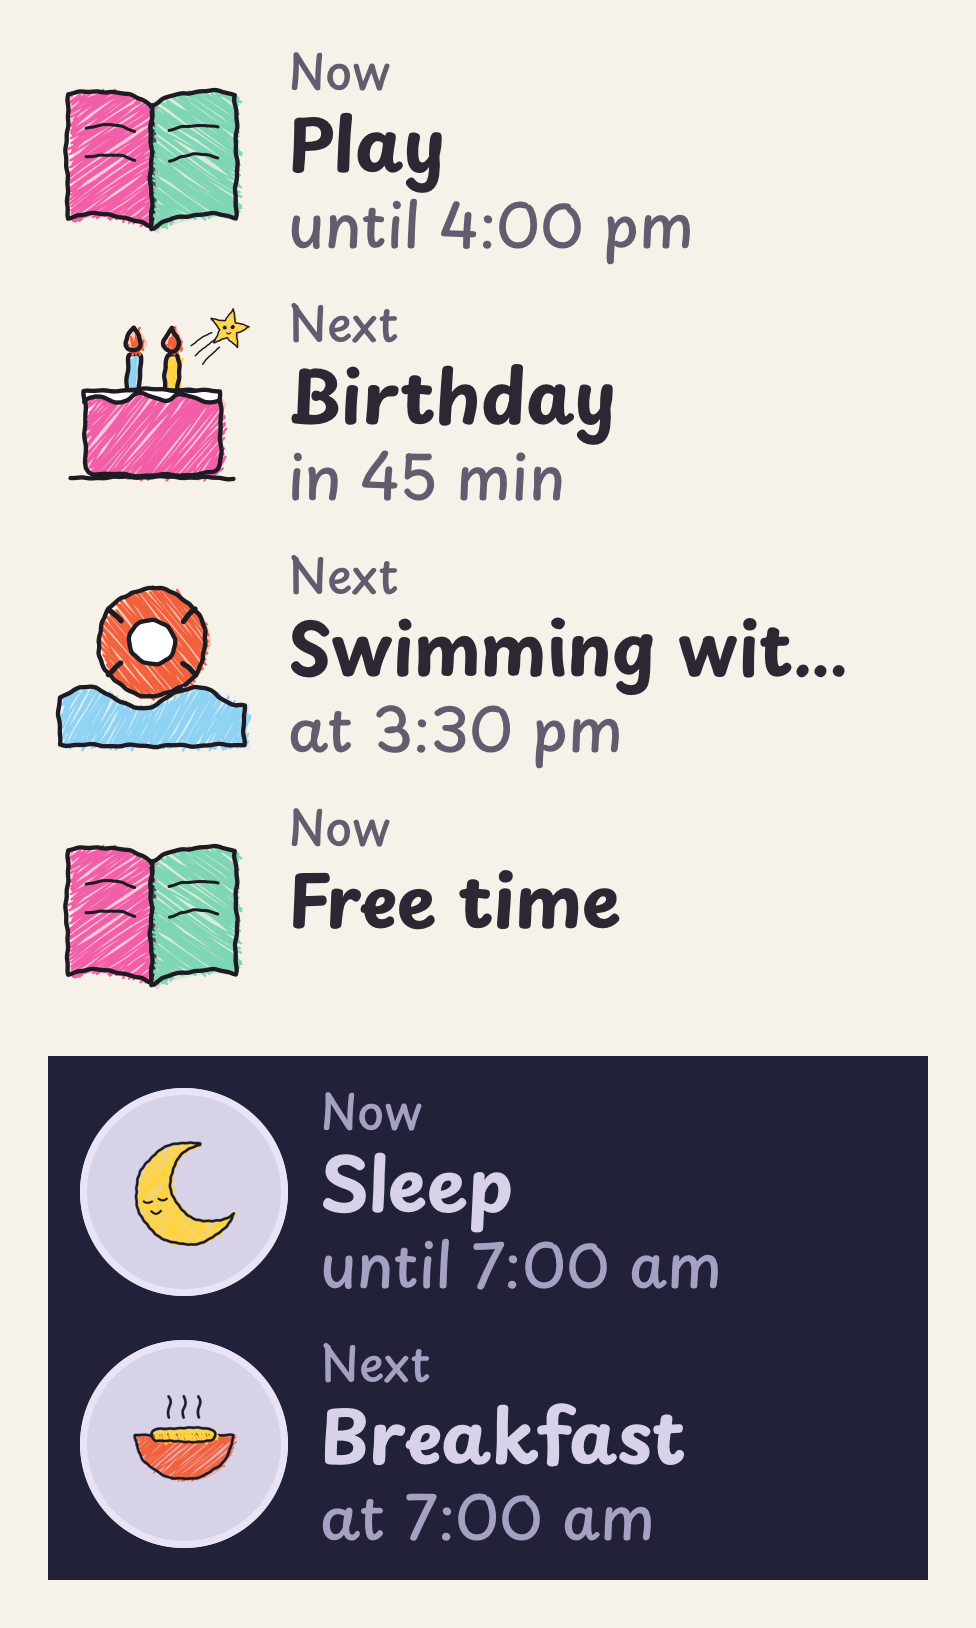 Now
Play
until 4:00 pm
Next
Birthday
in 45 min
Next
Swimming wit...
at 3:30 pm
Now
Free time
Now
Sleep
until 7:00 am
Next
Breakfast
at 7:00 am